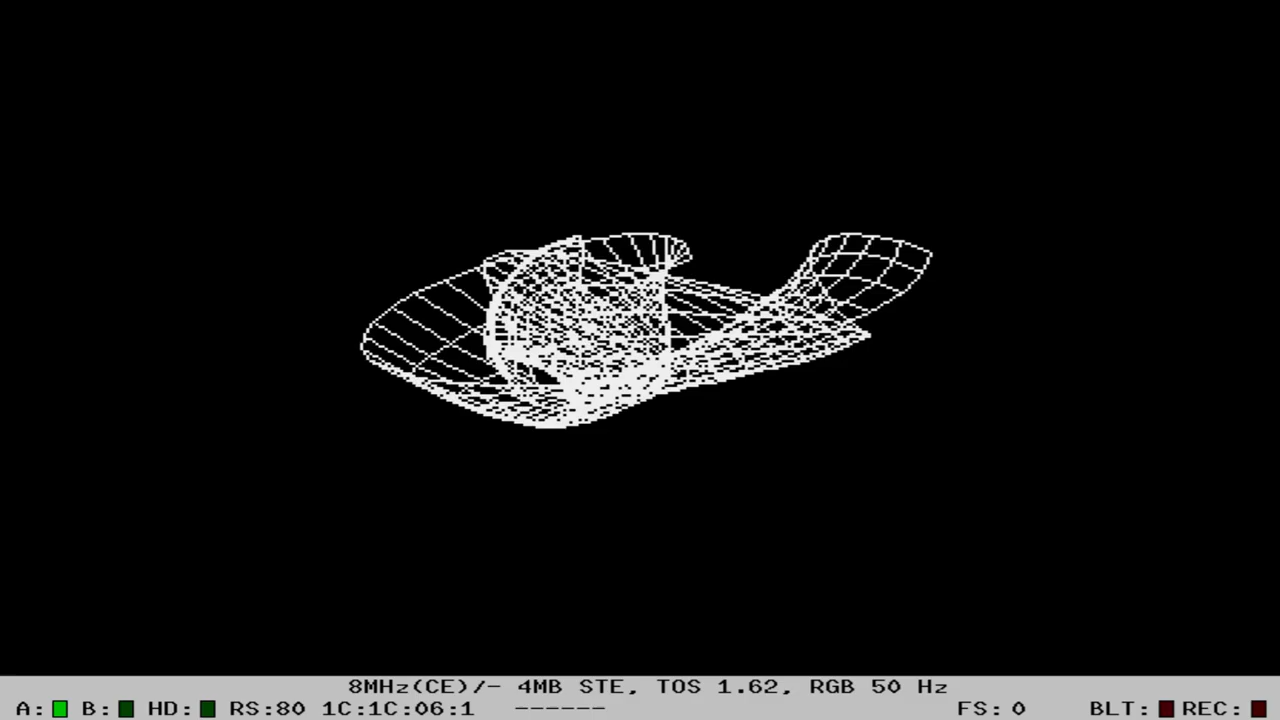 8MHz(CE)/- 4MB STE, TOS 1.62, RGB 50 Hz
A: B: HD: RS:80 1C:1C:06:1 ------ FS: 0 BLT: REC: